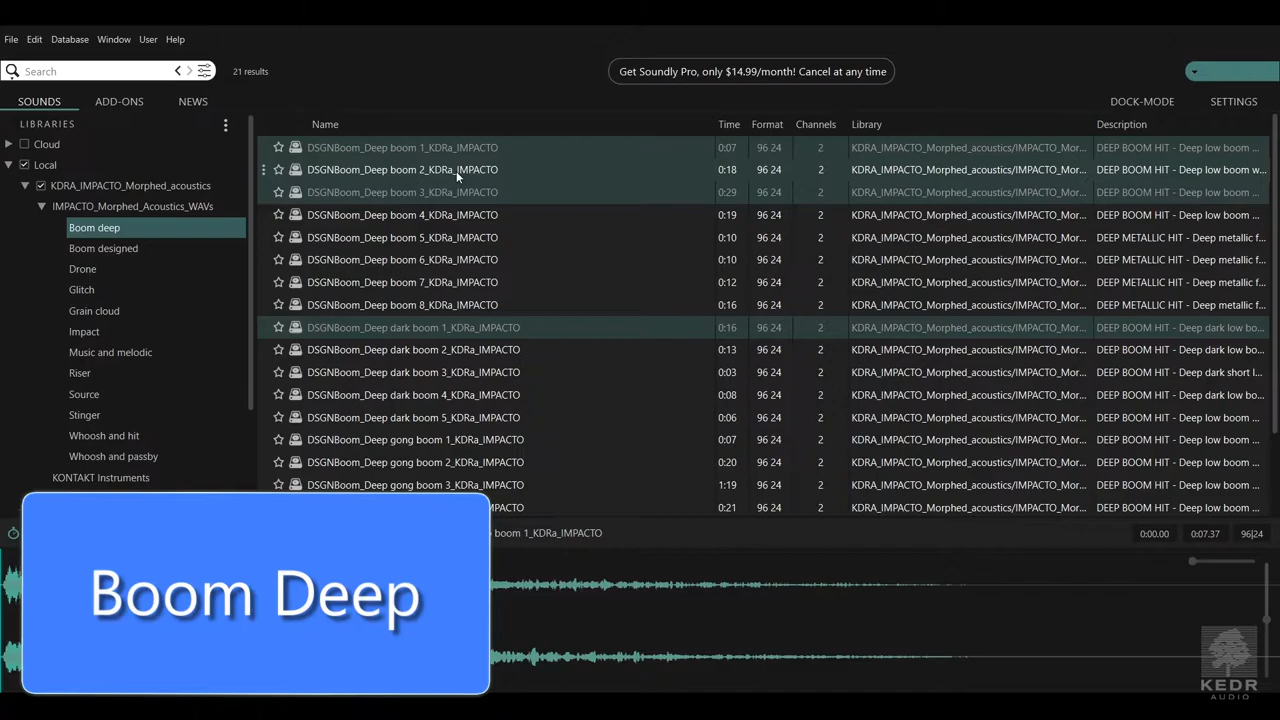 File Edit Database Window User Help
Search
21 results
Get Soundly Pro, only $14.99/month! Cancel at any time
SOUNDS ADD-ONS NEWS
DOCK-MODE SETTINGS
LIBRARIES
Cloud
Local
KDRA_IMPACTO_Morphed_acoustics
IMPACTO_Morphed_Acoustics_WAVs
Boom deep
Boom designed
Drone
Glitch
Grain cloud
Impact
Music and melodic
Riser
Source
Stinger
Whoosh and hit
Whoosh and passby
KONTAKT Instruments
Name Time Format Channels Library Description
DSGNBoom_Deep boom 1_KDRa_IMPACTO 0:07 96 24 2 KDRA_IMPACTO_Morphed_acoustics/IMPACTO_Mor... DEEP BOOM HIT - Deep low boom ...
DSGNBoom_Deep boom 2_KDRa_IMPACTO 0:18 96 24 2 KDRA_IMPACTO_Morphed_acoustics/IMPACTO_Mor... DEEP BOOM HIT - Deep low boom w...
DSGNBoom_Deep boom 3_KDRa_IMPACTO 0:29 96 24 2 KDRA_IMPACTO_Morphed_acoustics/IMPACTO_Mor... DEEP BOOM HIT - Deep low boom ...
DSGNBoom_Deep boom 4_KDRa_IMPACTO 0:19 96 24 2 KDRA_IMPACTO_Morphed_acoustics/IMPACTO_Mor... DEEP BOOM HIT - Deep low boom ...
DSGNBoom_Deep boom 5_KDRa_IMPACTO 0:10 96 24 2 KDRA_IMPACTO_Morphed_acoustics/IMPACTO_Mor... DEEP METALLIC HIT - Deep metallic f...
DSGNBoom_Deep boom 6_KDRa_IMPACTO 0:10 96 24 2 KDRA_IMPACTO_Morphed_acoustics/IMPACTO_Mor... DEEP METALLIC HIT - Deep metallic f...
DSGNBoom_Deep boom 7_KDRa_IMPACTO 0:12 96 24 2 KDRA_IMPACTO_Morphed_acoustics/IMPACTO_Mor... DEEP METALLIC HIT - Deep metallic f...
DSGNBoom_Deep boom 8_KDRa_IMPACTO 0:16 96 24 2 KDRA_IMPACTO_Morphed_acoustics/IMPACTO_Mor... DEEP METALLIC HIT - Deep metallic f...
DSGNBoom_Deep dark boom 1_KDRa_IMPACTO 0:16 96 24 2 KDRA_IMPACTO_Morphed_acoustics/IMPACTO_Mor... DEEP BOOM HIT - Deep dark low bo...
DSGNBoom_Deep dark boom 2_KDRa_IMPACTO 0:13 96 24 2 KDRA_IMPACTO_Morphed_acoustics/IMPACTO_Mor... DEEP BOOM HIT - Deep dark low bo...
DSGNBoom_Deep dark boom 3_KDRa_IMPACTO 0:03 96 24 2 KDRA_IMPACTO_Morphed_acoustics/IMPACTO_Mor... DEEP BOOM HIT - Deep dark short l...
DSGNBoom_Deep dark boom 4_KDRa_IMPACTO 0:08 96 24 2 KDRA_IMPACTO_Morphed_acoustics/IMPACTO_Mor... DEEP BOOM HIT - Deep dark low bo...
DSGNBoom_Deep dark boom 5_KDRa_IMPACTO 0:06 96 24 2 KDRA_IMPACTO_Morphed_acoustics/IMPACTO_Mor... DEEP BOOM HIT - Deep low boom ...
DSGNBoom_Deep gong boom 1_KDRa_IMPACTO 0:07 96 24 2 KDRA_IMPACTO_Morphed_acoustics/IMPACTO_Mor... DEEP BOOM HIT - Deep low boom ...
DSGNBoom_Deep gong boom 2_KDRa_IMPACTO 0:20 96 24 2 KDRA_IMPACTO_Morphed_acoustics/IMPACTO_Mor... DEEP BOOM HIT - Deep low boom ...
DSGNBoom_Deep gong boom 3_KDRa_IMPACTO 1:19 96 24 2 KDRA_IMPACTO_Morphed_acoustics/IMPACTO_Mor... DEEP BOOM HIT - Deep low boom ...
_KDRa_IMPACTO 0:21 96 24 2 KDRA_IMPACTO_Morphed_acoustics/IMPACTO_Mor... DEEP BOOM HIT - Deep low boom ...
boom 1_KDRa_IMPACTO 0:00.00 0:07.37 96|24
Boom Deep
KEDR
AUDIO